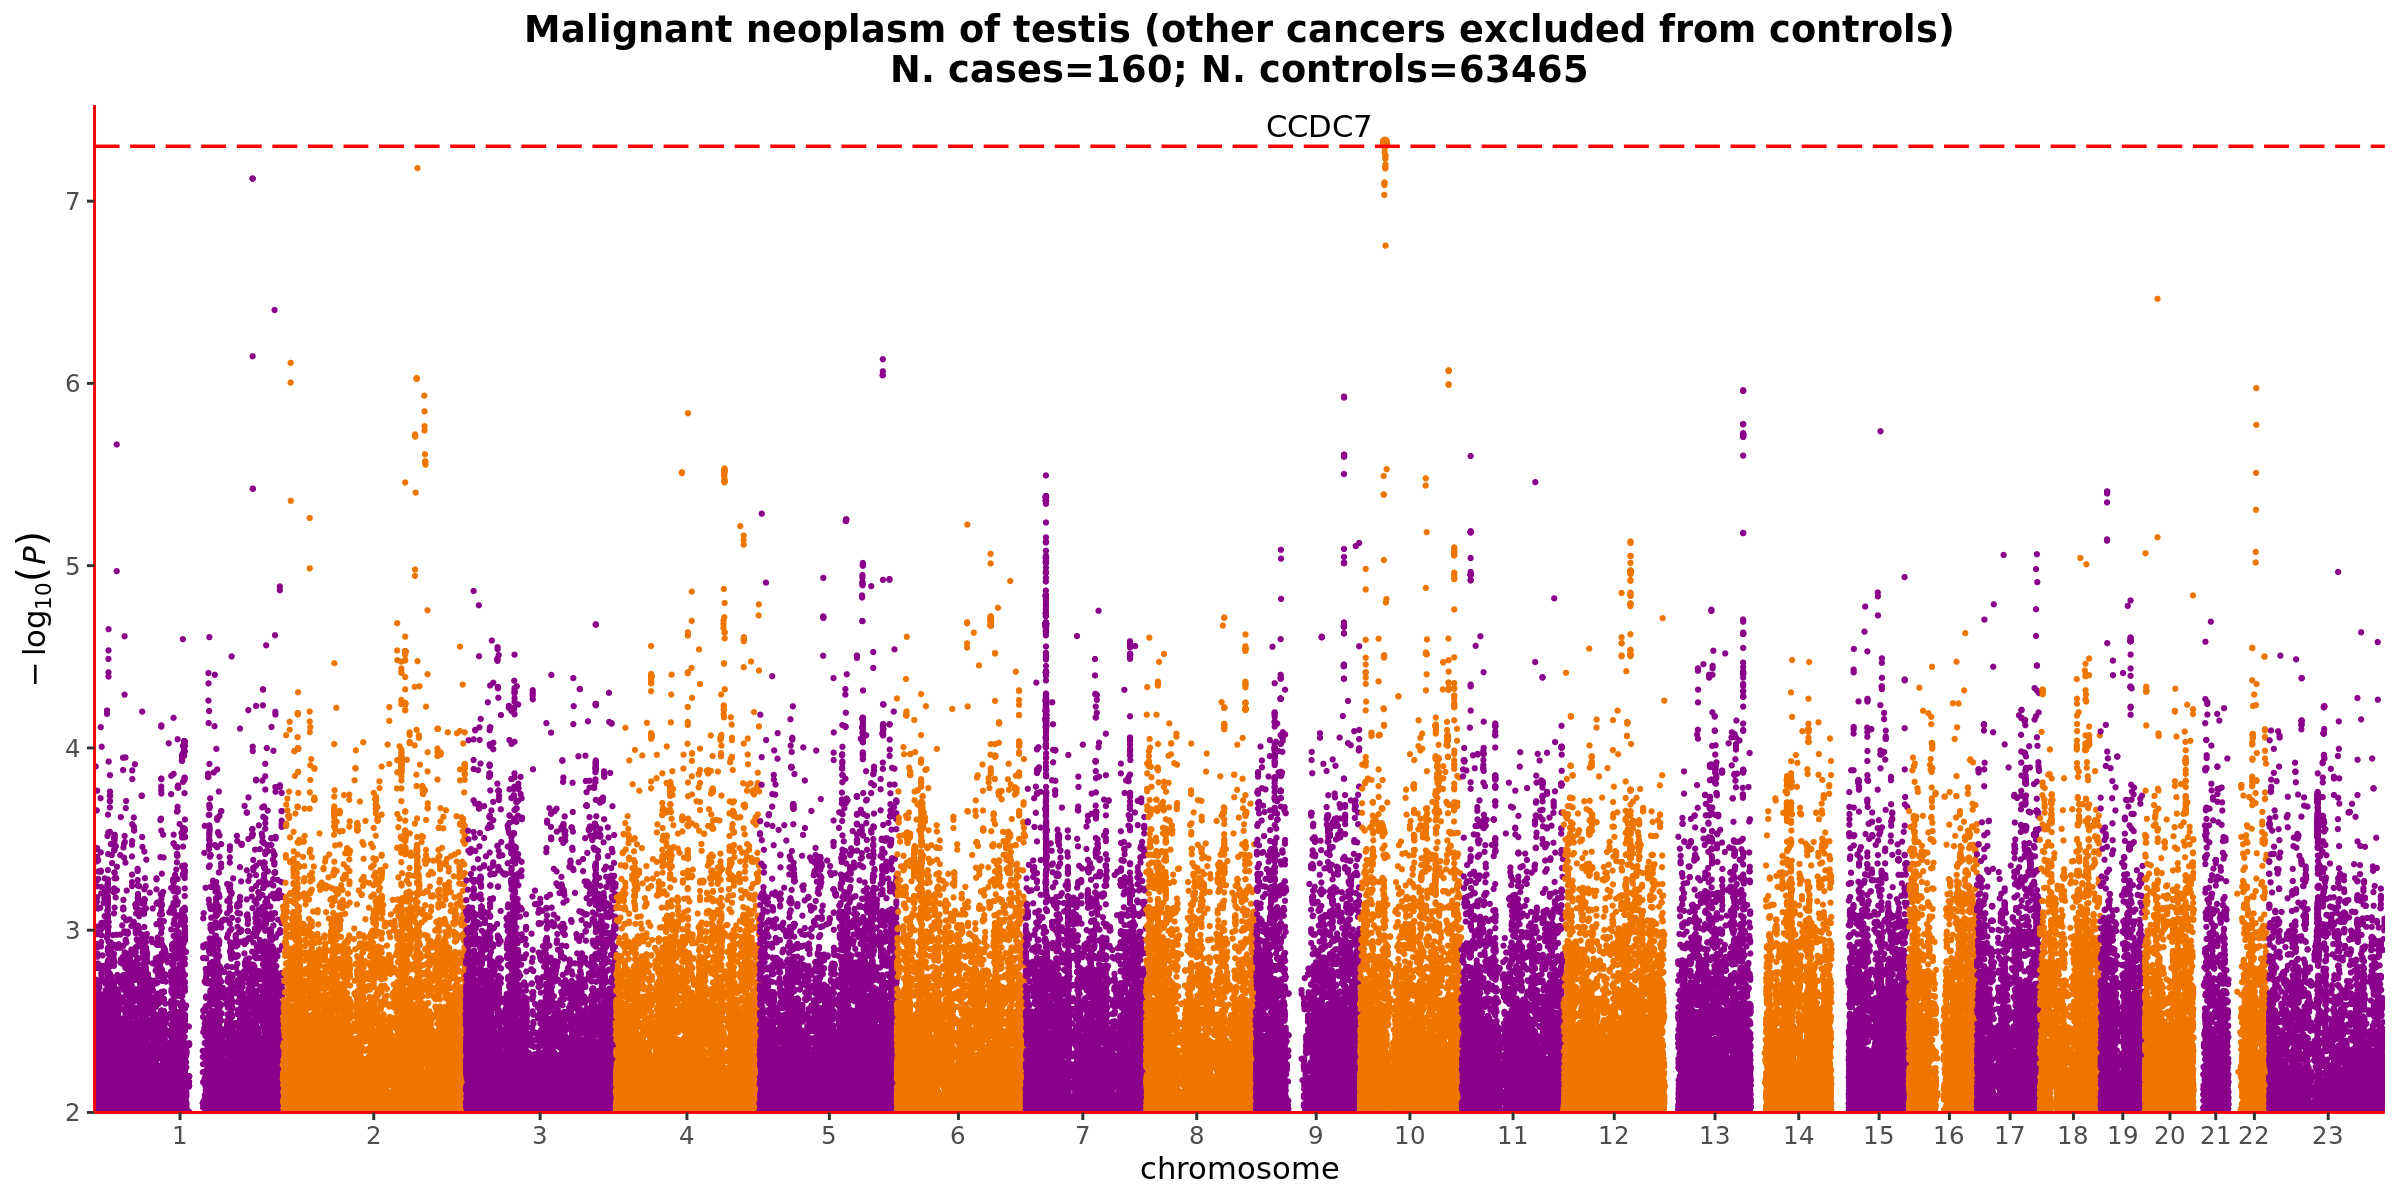 Malignant neoplasm of testis (other cancers excluded from controls)
N. cases=160; N. controls=63465
CCDC7
7
6
5
4
3
2
−log₁₀(P)
1 2 3 4 5 6 7 8 9 10 11 12 13 14 15 16 17 18 19 20 21 22 23
chromosome